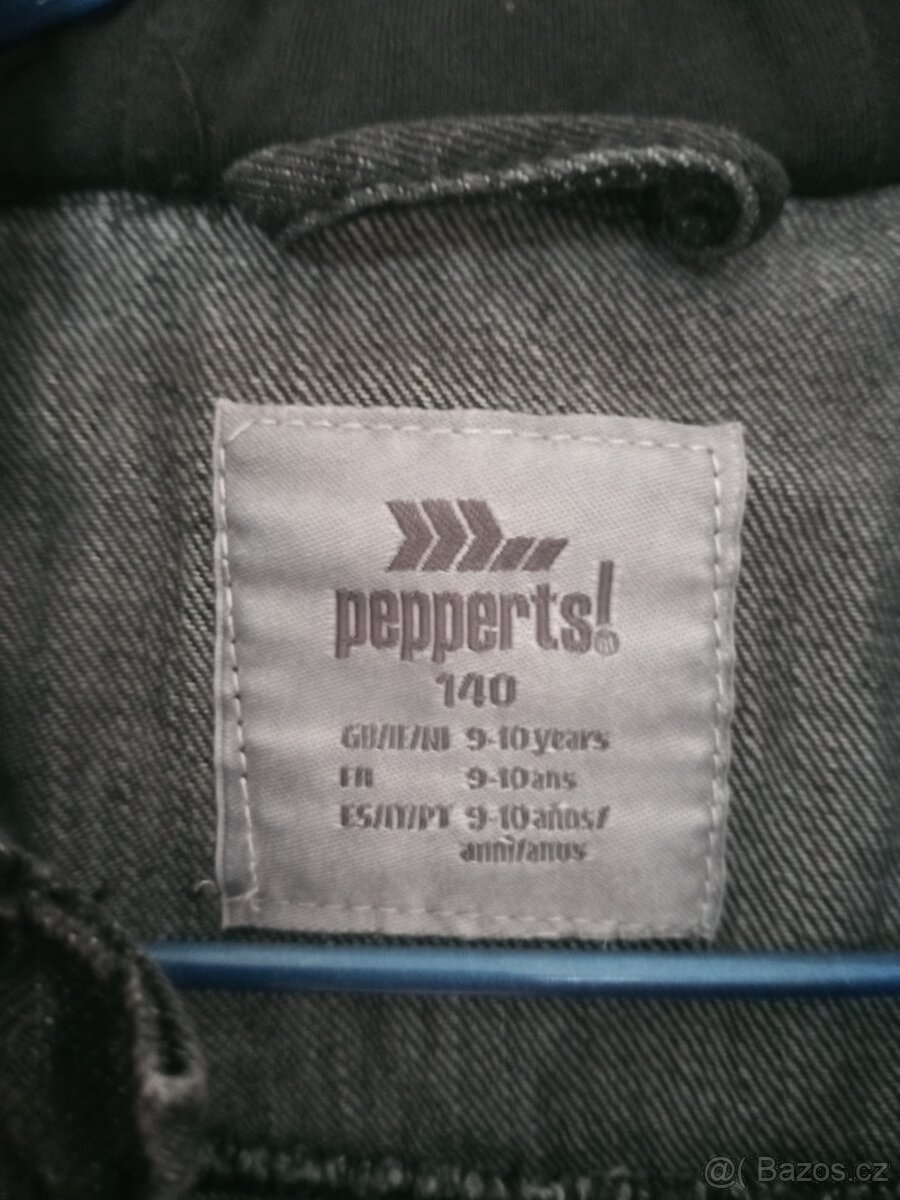 pepperts!
140
GB/IE/NI 9-10 years
FR 9-10 ans
ES/IT/PT 9-10 años/
anni/anos
@( Bazos.cz